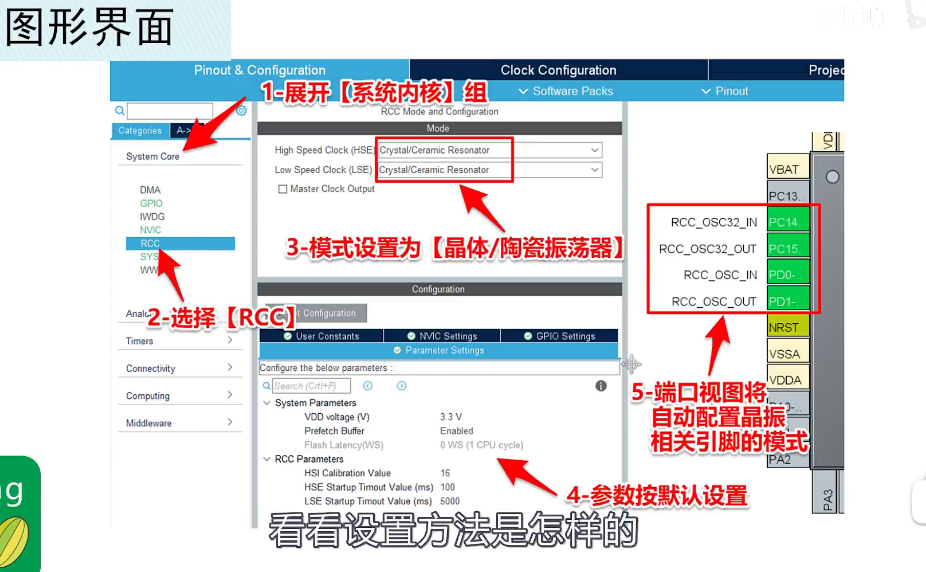 图形界面
Pinout & Configuration
Clock Configuration
Projec
1-展开【系统内核】组
Software Packs
Pinout
RCC Mode and Configuration
Categories
A->
Mode
System Core
High Speed Clock (HSE)
Crystal/Ceramic Resonator
Low Speed Clock (LSE)
Crystal/Ceramic Resonator
Master Clock Output
DMA
GPIO
IWDG
NVIC
RCC
SYS
3-模式设置为【晶体/陶瓷振荡器】
2-选择【RCC】
Configuration
Timers
Connectivity
Computing
Middleware
User Constants
NVIC Settings
GPIO Settings
Parameter Settings
Configure the below parameters :
Search (Crtl+F)
System Parameters
VDD voltage (V)
3.3 V
Prefetch Buffer
Enabled
Flash Latency(WS)
0 WS (1 CPU cycle)
RCC Parameters
HSI Calibration Value
16
HSE Startup Timout Value (ms)
100
LSE Startup Timout Value (ms)
5000
4-参数按默认设置
VBAT
PC13..
RCC_OSC32_IN
PC14.
RCC_OSC32_OUT
PC15.
RCC_OSC_IN
PD0-..
RCC_OSC_OUT
PD1-..
NRST
VSSA
VDDA
PA2
PA3
5-端口视图将
自动配置晶振
相关引脚的模式
看看设置方法是怎样的